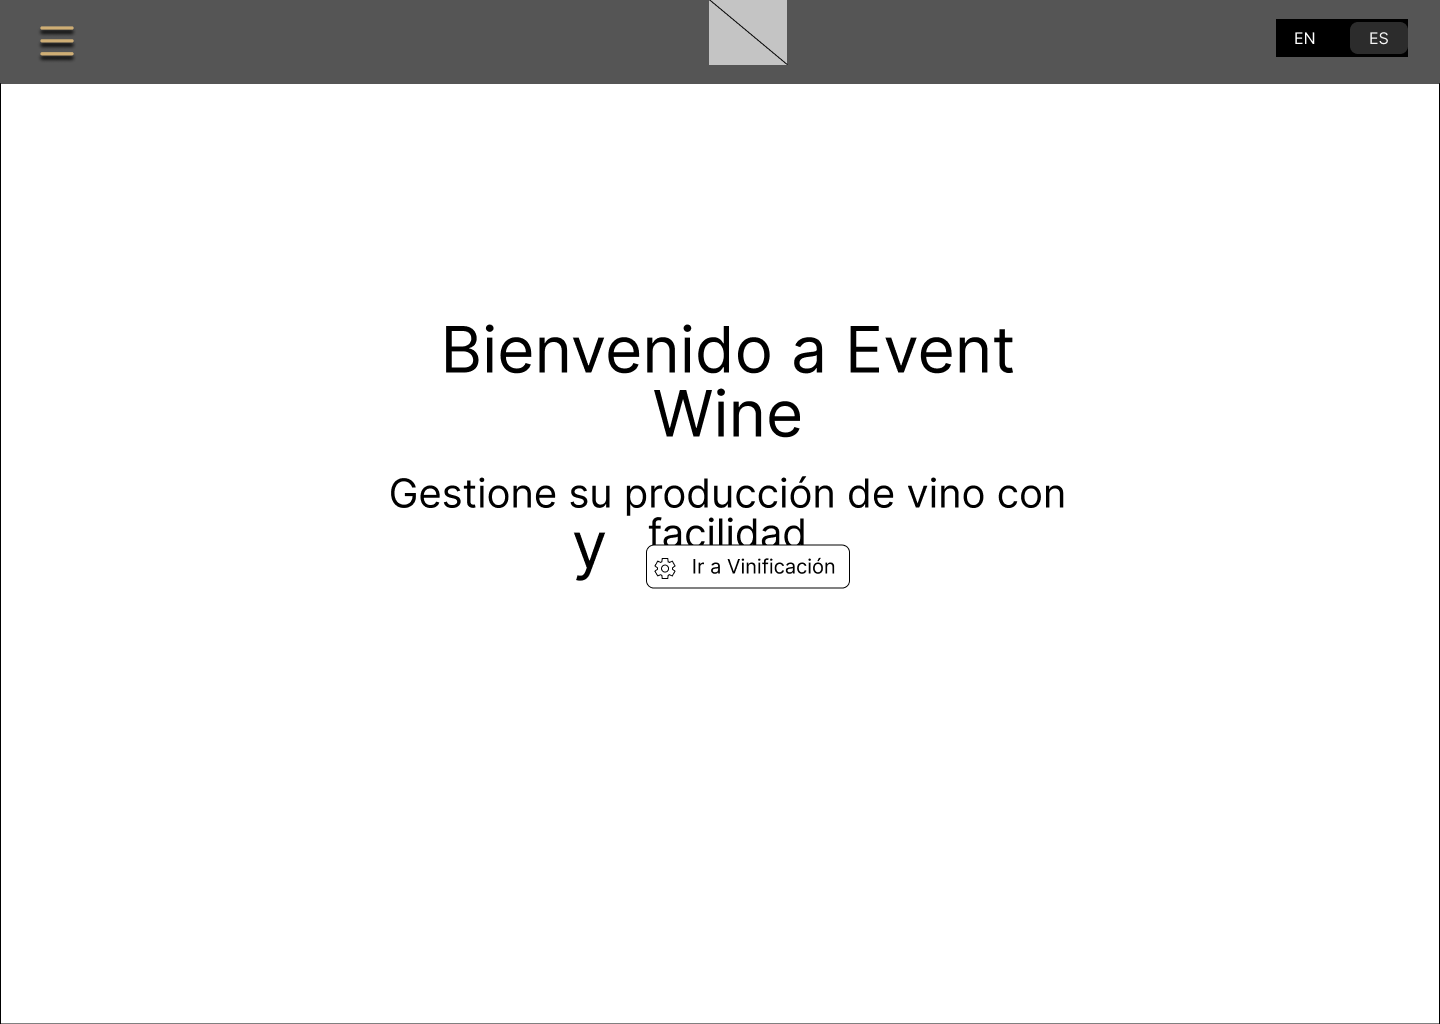 EN ES
Bienvenido a Event
Wine
Gestione su producción de vino con
facilidad
y
Ir a Vinificación